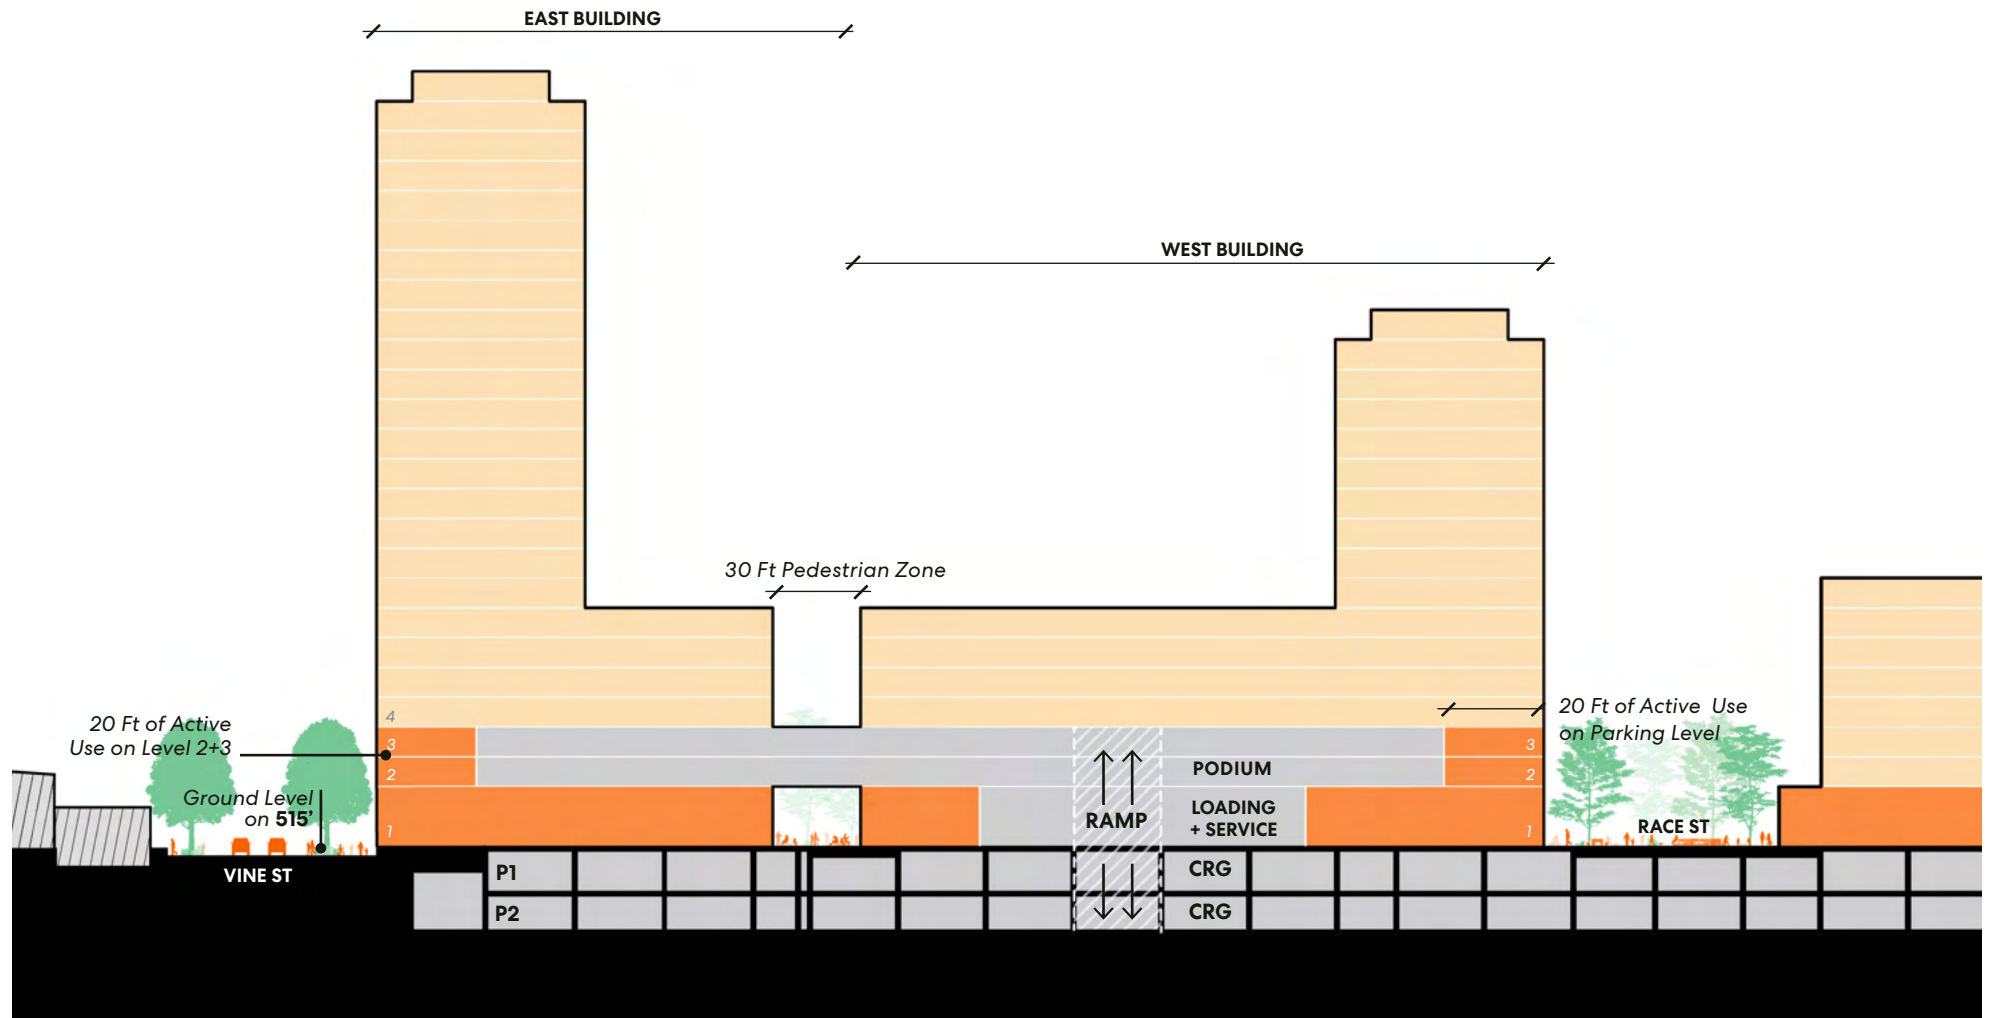 EAST BUILDING
WEST BUILDING
30 Ft Pedestrian Zone
20 Ft of Active
Use on Level 2+3
20 Ft of Active Use
on Parking Level
4
3
2
1
3
2
1
Ground Level
on 515'
PODIUM
LOADING
+ SERVICE
RAMP
RACE ST
VINE ST
P1
CRG
P2
CRG